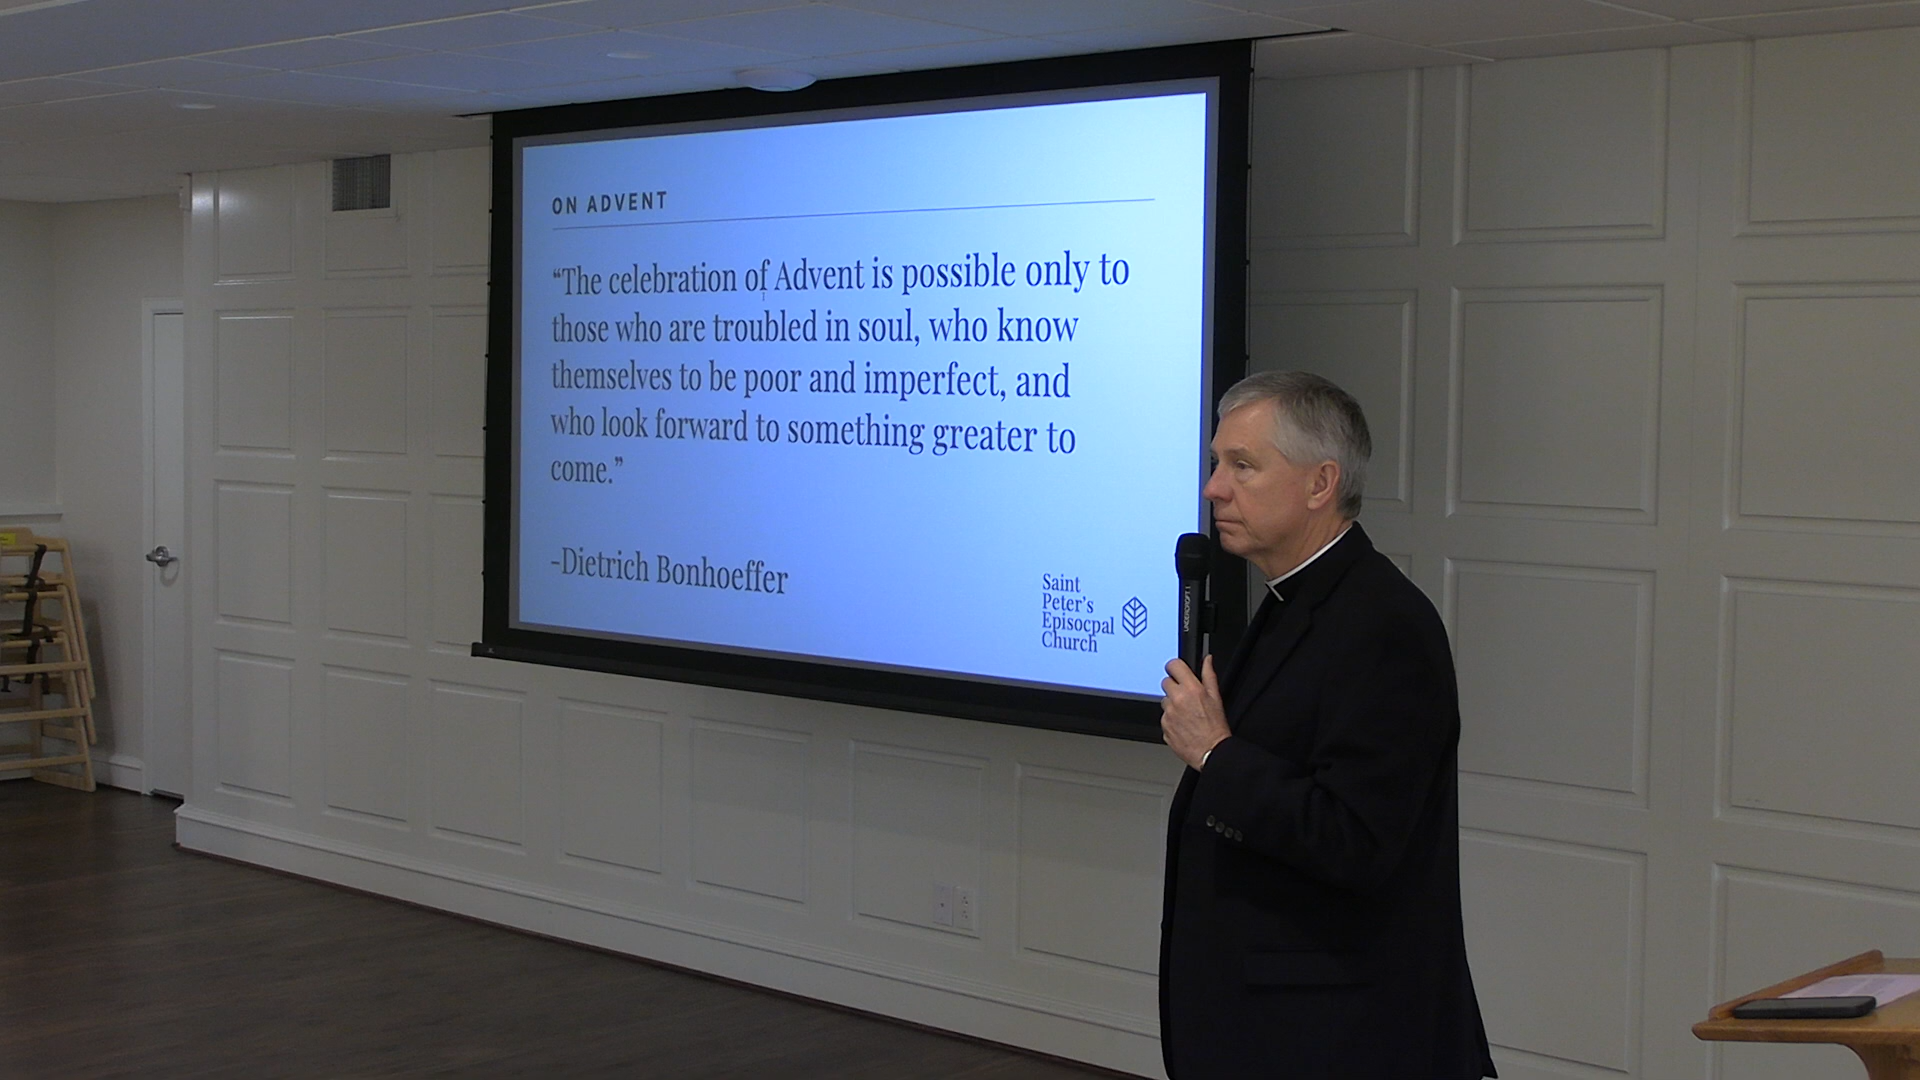 ON ADVENT
“The celebration of Advent is possible only to
those who are troubled in soul, who know
themselves to be poor and imperfect, and
who look forward to something greater to
come.”
–Dietrich Bonhoeffer
Saint
Peter’s
Episocpal
Church
UNDERCROFT 1